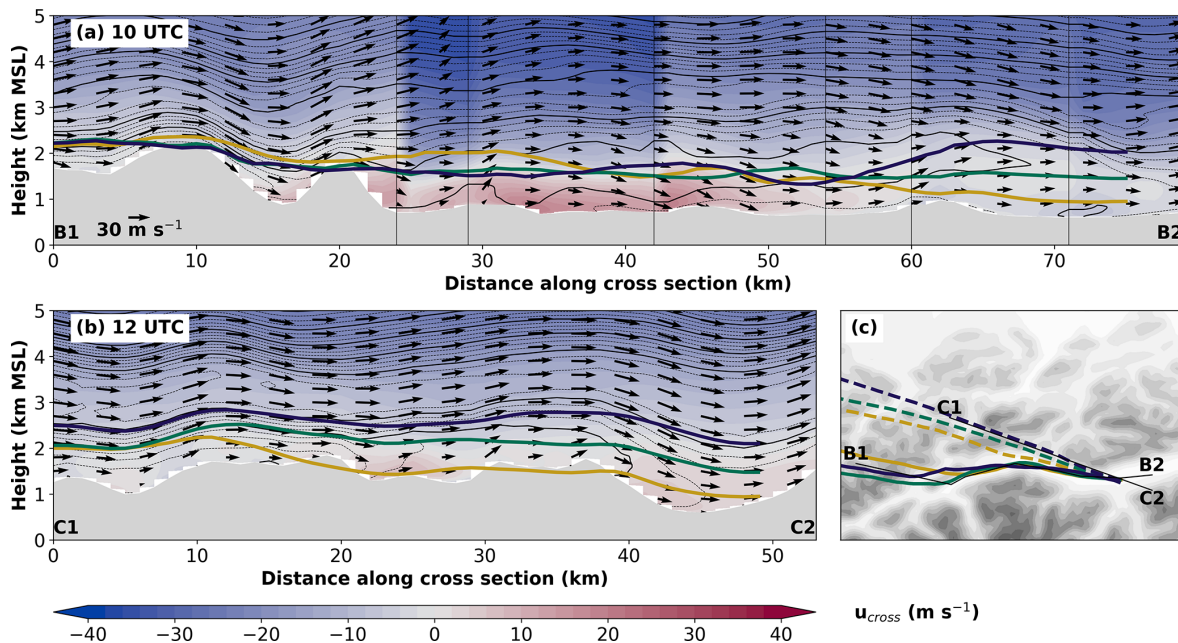 (a) 10 UTC
Height (km MSL)
5
4
3
2
1
0
B1
30 m s⁻¹
B2
0 10 20 30 40 50 60 70
Distance along cross section (km)
(b) 12 UTC
Height (km MSL)
5
4
3
2
1
0
C1
C2
0 10 20 30 40 50
Distance along cross section (km)
(c)
C1
B1
B2
C2
−40 −30 −20 −10 0 10 20 30 40
u_cross (m s⁻¹)